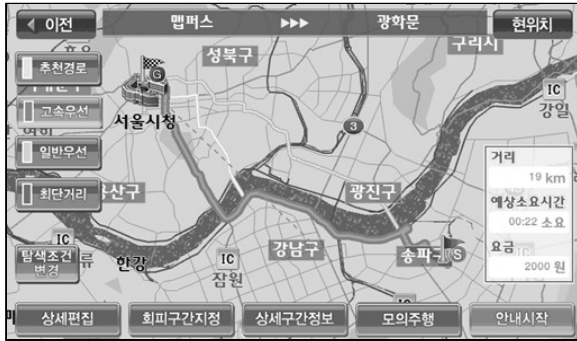 이전
맵퍼스 ▶▶▶ 광화문
현위치
구리시
성북구
추천경로
G
IC
강일
고속우선
서울시청
3
일반우선
거리
19 km
예상소요시간
00:22 소요
요금
2000 원
최단거리
용산구
광진구
송파구
S
강남구
IC
탐색조건
변경
한강
IC
잠원
IC
상세편집
회피구간지정
상세구간정보
모의주행
안내시작